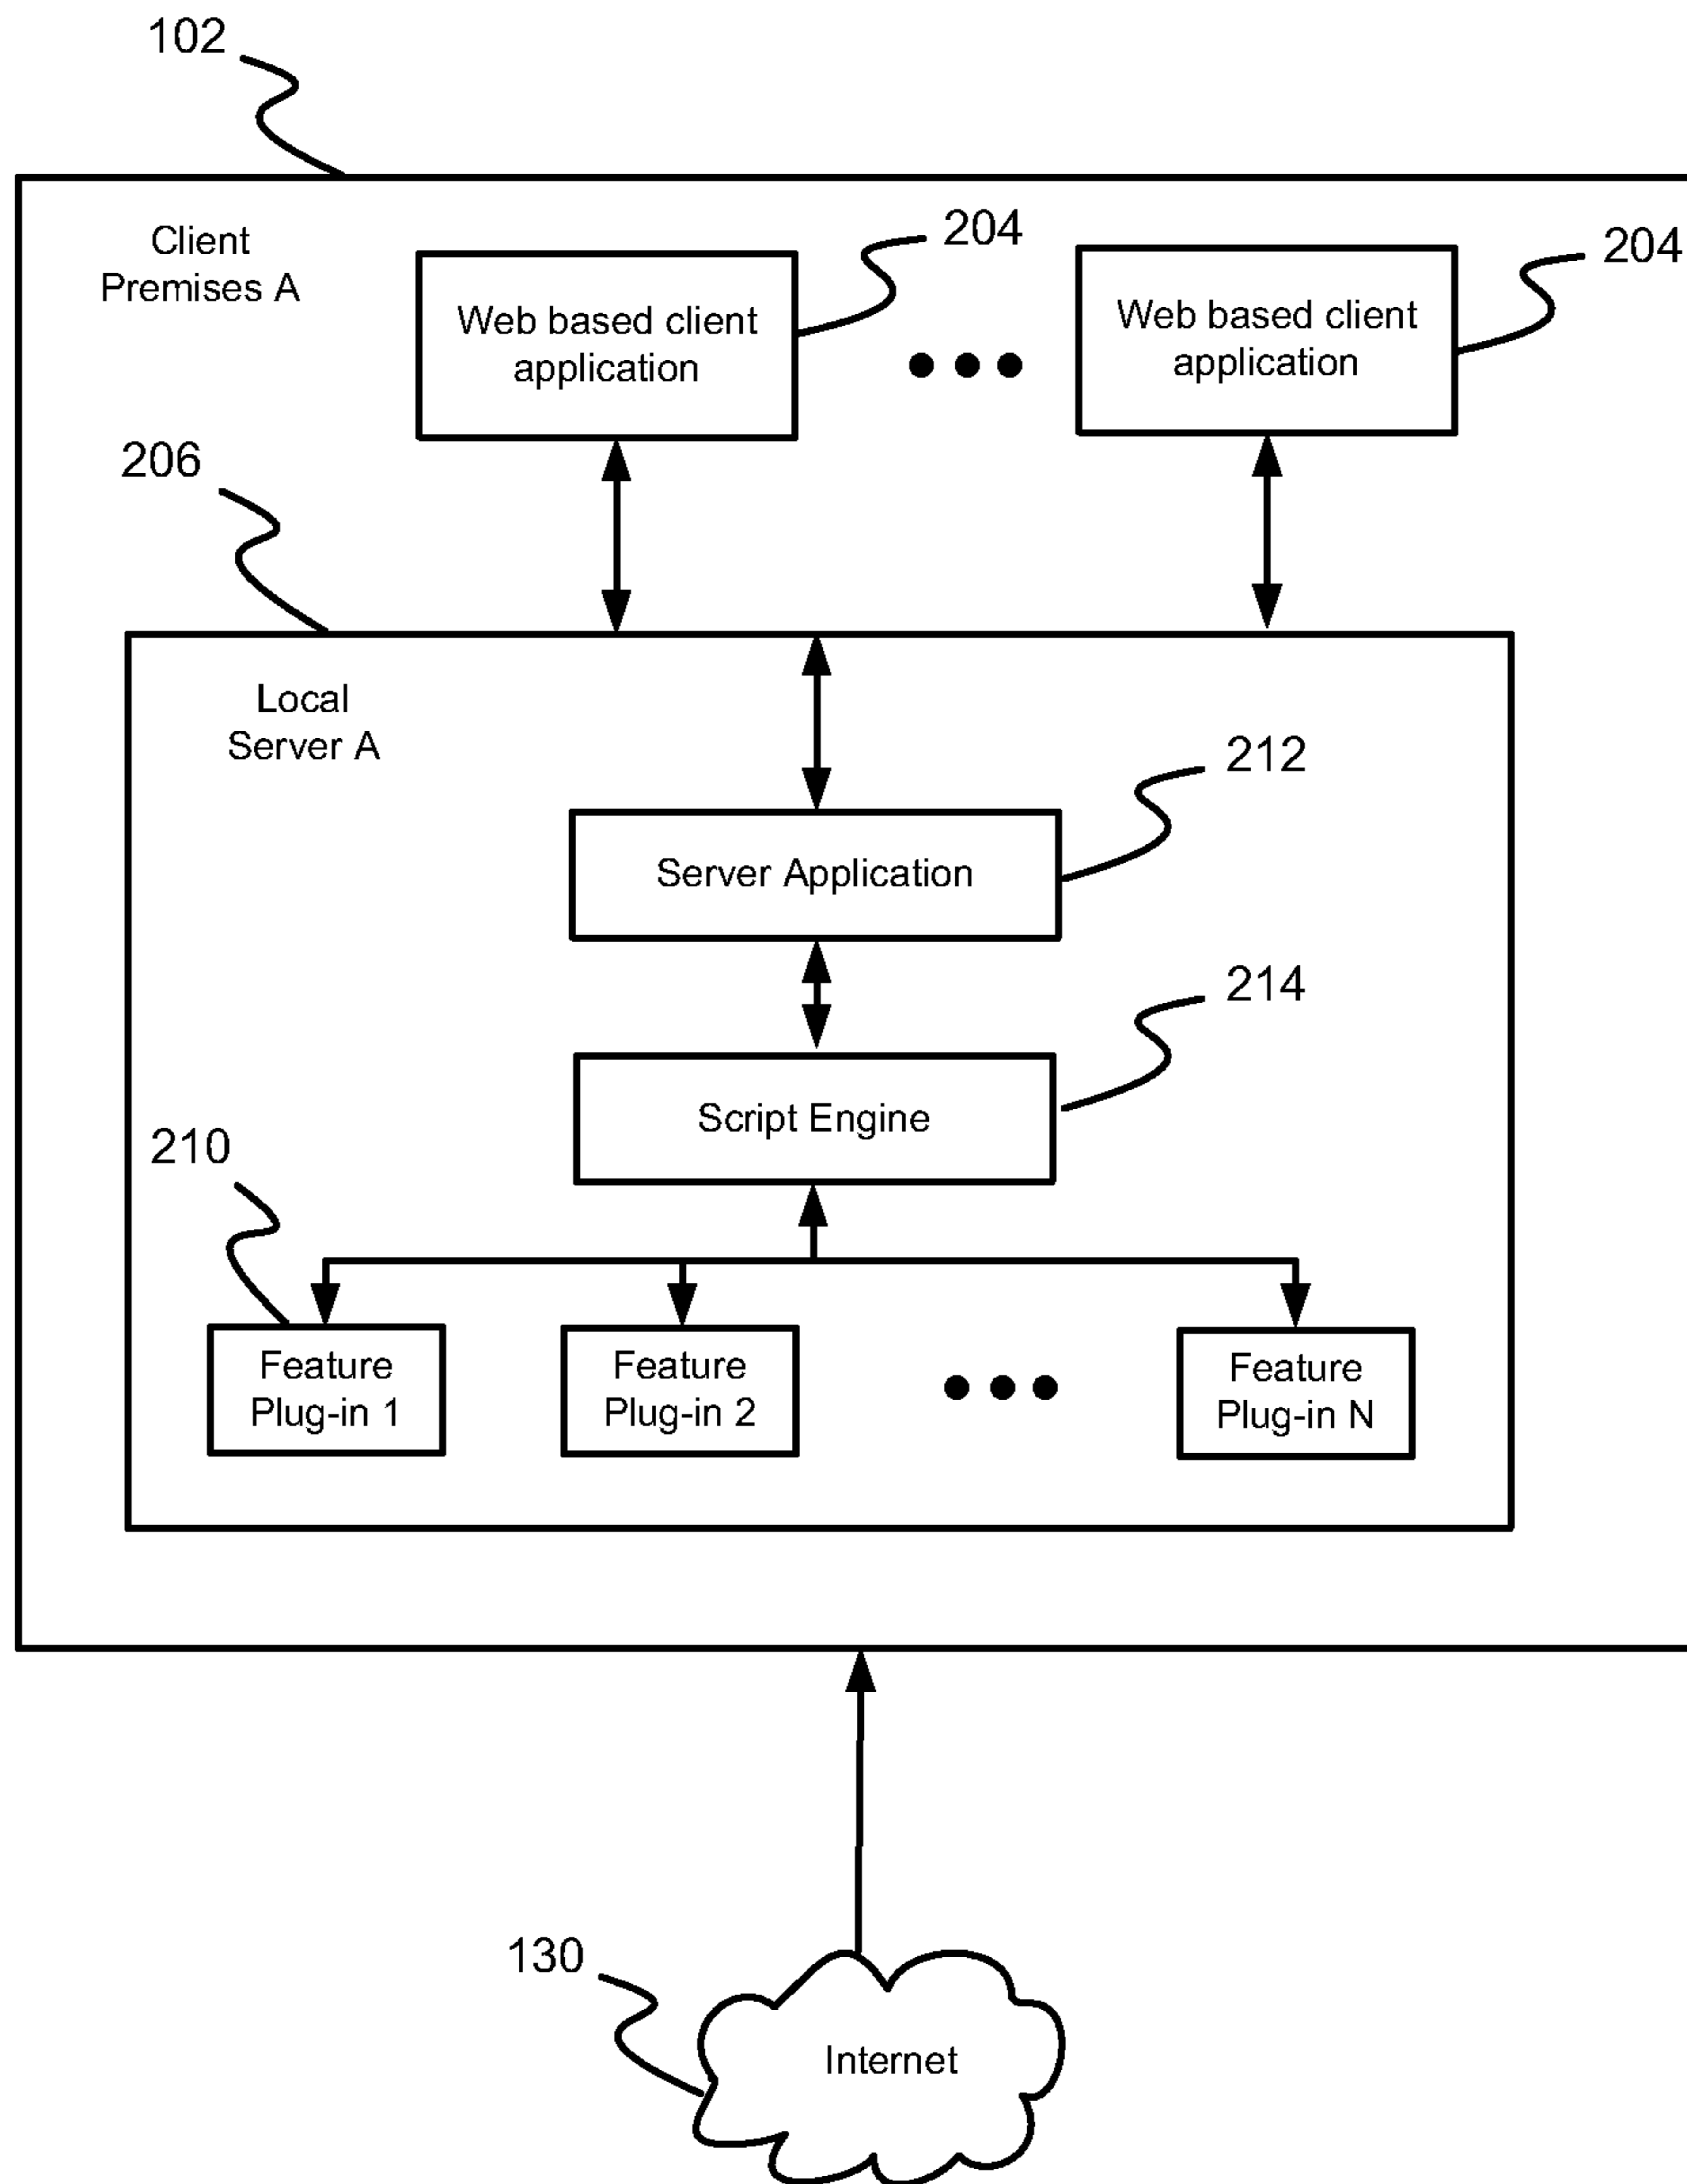 102
Client
Premises A
204
204
Web based client
application
Web based client
application
206
Local
Server A
212
Server Application
214
Script Engine
210
Feature
Plug-in 1
Feature
Plug-in 2
Feature
Plug-in N
130
Internet